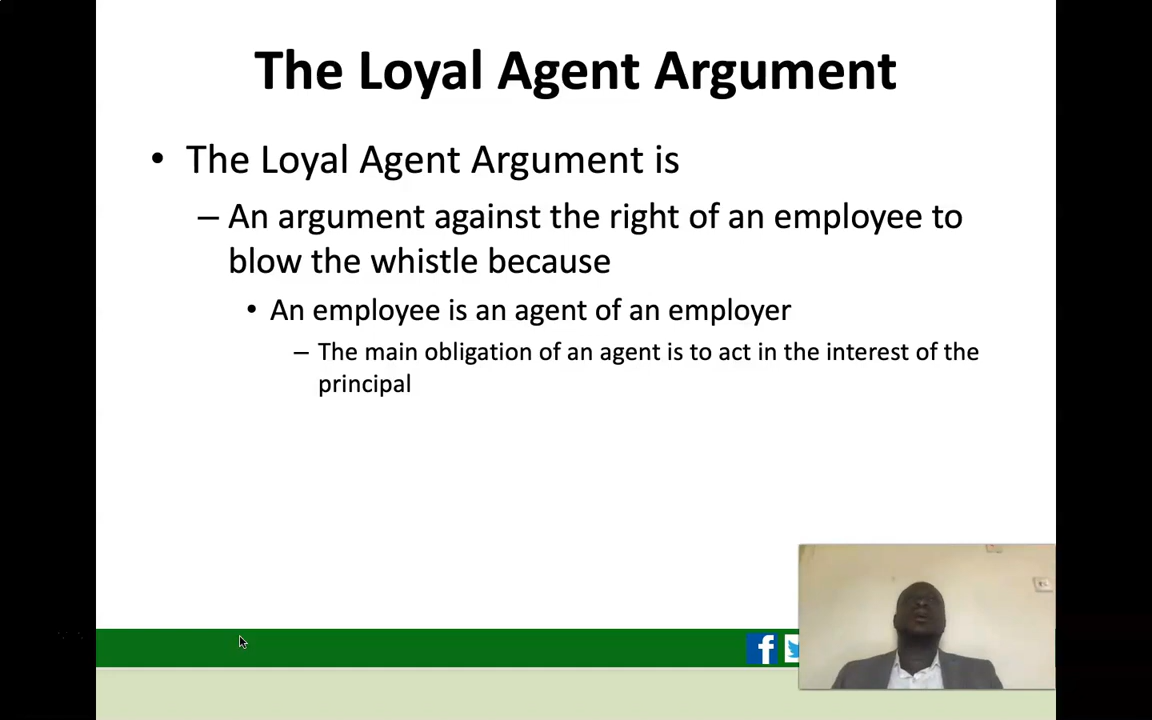 The Loyal Agent Argument
• The Loyal Agent Argument is
– An argument against the right of an employee to
blow the whistle because
• An employee is an agent of an employer
– The main obligation of an agent is to act in the interest of the
principal